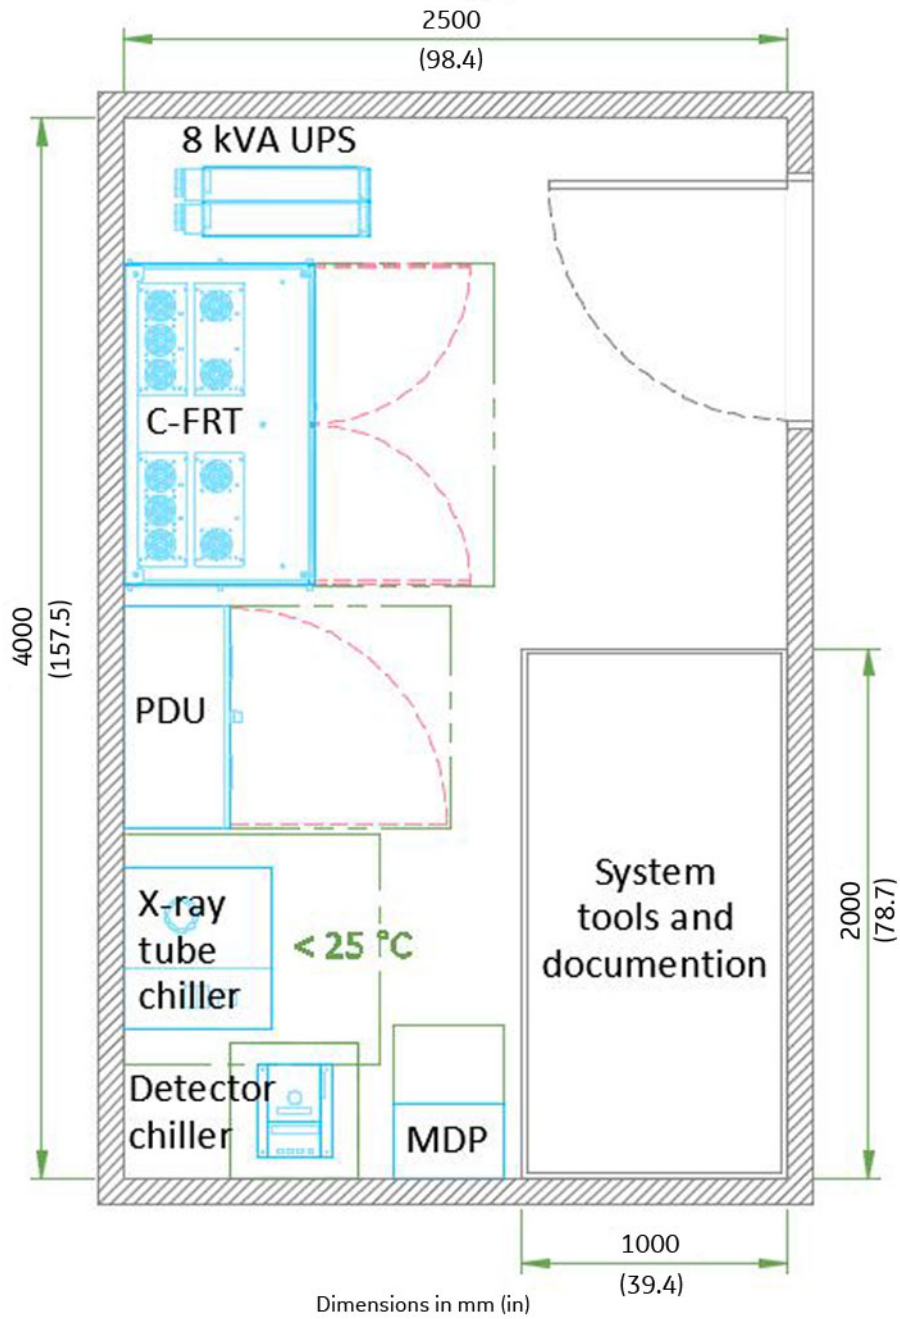 2500
(98.4)
8 kVA UPS
C-FRT
4000
(157.5)
PDU
X-ray
tube
chiller
< 25 °C
System
tools and
documention
2000
(78.7)
Detector
chiller
MDP
1000
(39.4)
Dimensions in mm (in)